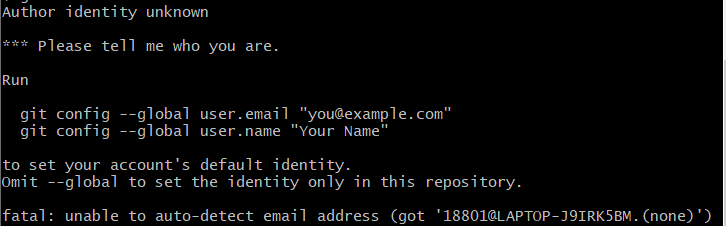 Author identity unknown
*** Please tell me who you are.
Run
git config --global user.email "you@example.com"
git config --global user.name "Your Name"
to set your account's default identity.
Omit --global to set the identity only in this repository.
fatal: unable to auto-detect email address (got '18801@LAPTOP-J9IRK5BM.(none)')